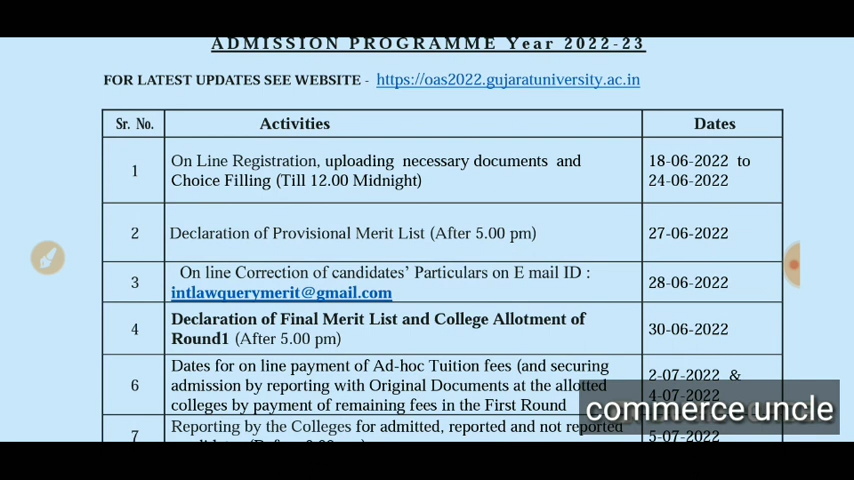 ADMISSION PROGRAMME Year 2022-23
FOR LATEST UPDATES SEE WEBSITE - https://oas2022.gujaratuniversity.ac.in
Sr. No. Activities Dates
1 On Line Registration, uploading necessary documents and 18-06-2022 to
Choice Filling (Till 12.00 Midnight) 24-06-2022
2 Declaration of Provisional Merit List (After 5.00 pm) 27-06-2022
3 On line Correction of candidates' Particulars on E mail ID : 28-06-2022
intlawquerymerit@gmail.com
4 Declaration of Final Merit List and College Allotment of 30-06-2022
Round1 (After 5.00 pm)
6 Dates for on line payment of Ad-hoc Tuition fees (and securing 2-07-2022 &
admission by reporting with Original Documents at the allotted 4-07-2022
colleges by payment of remaining fees in the First Round
commerce uncle
7 Reporting by the Colleges for admitted, reported and not reported 5-07-2022